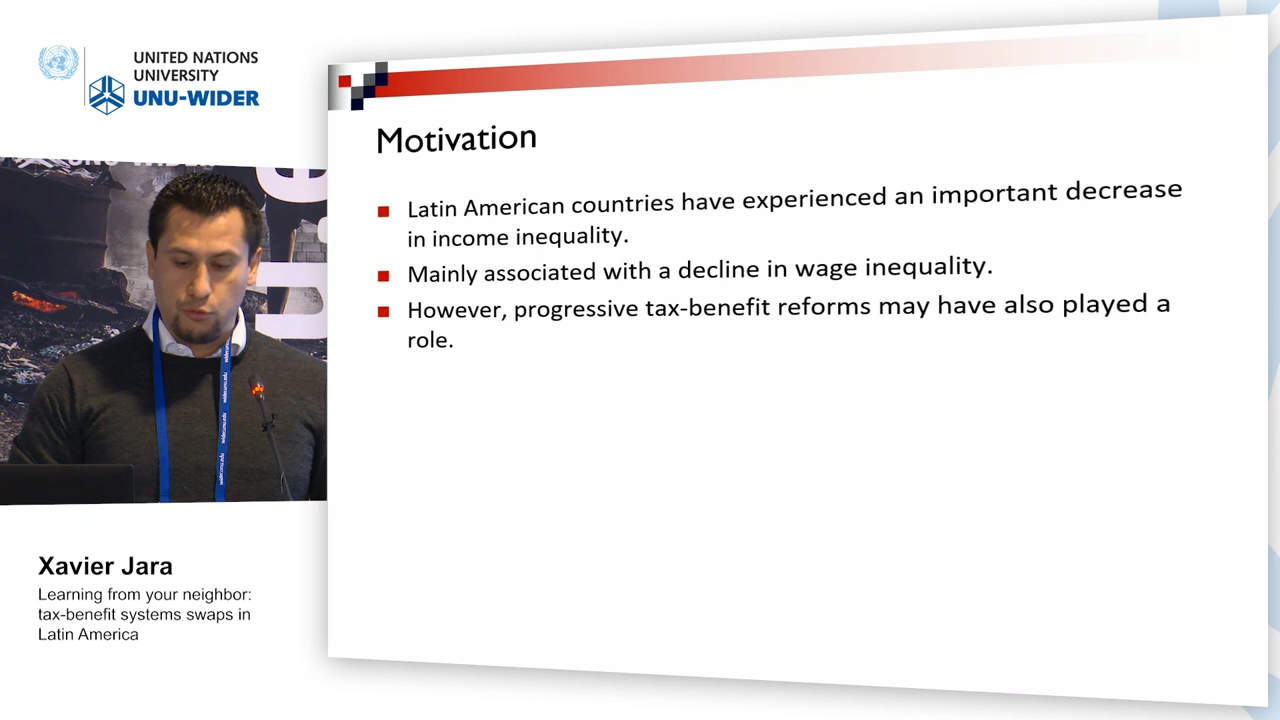 UNITED NATIONS
UNIVERSITY
UNU-WIDER
Motivation
Latin American countries have experienced an important decrease
in income inequality.
Mainly associated with a decline in wage inequality.
However, progressive tax-benefit reforms may have also played a
role.
Xavier Jara
Learning from your neighbor:
tax-benefit systems swaps in
Latin America